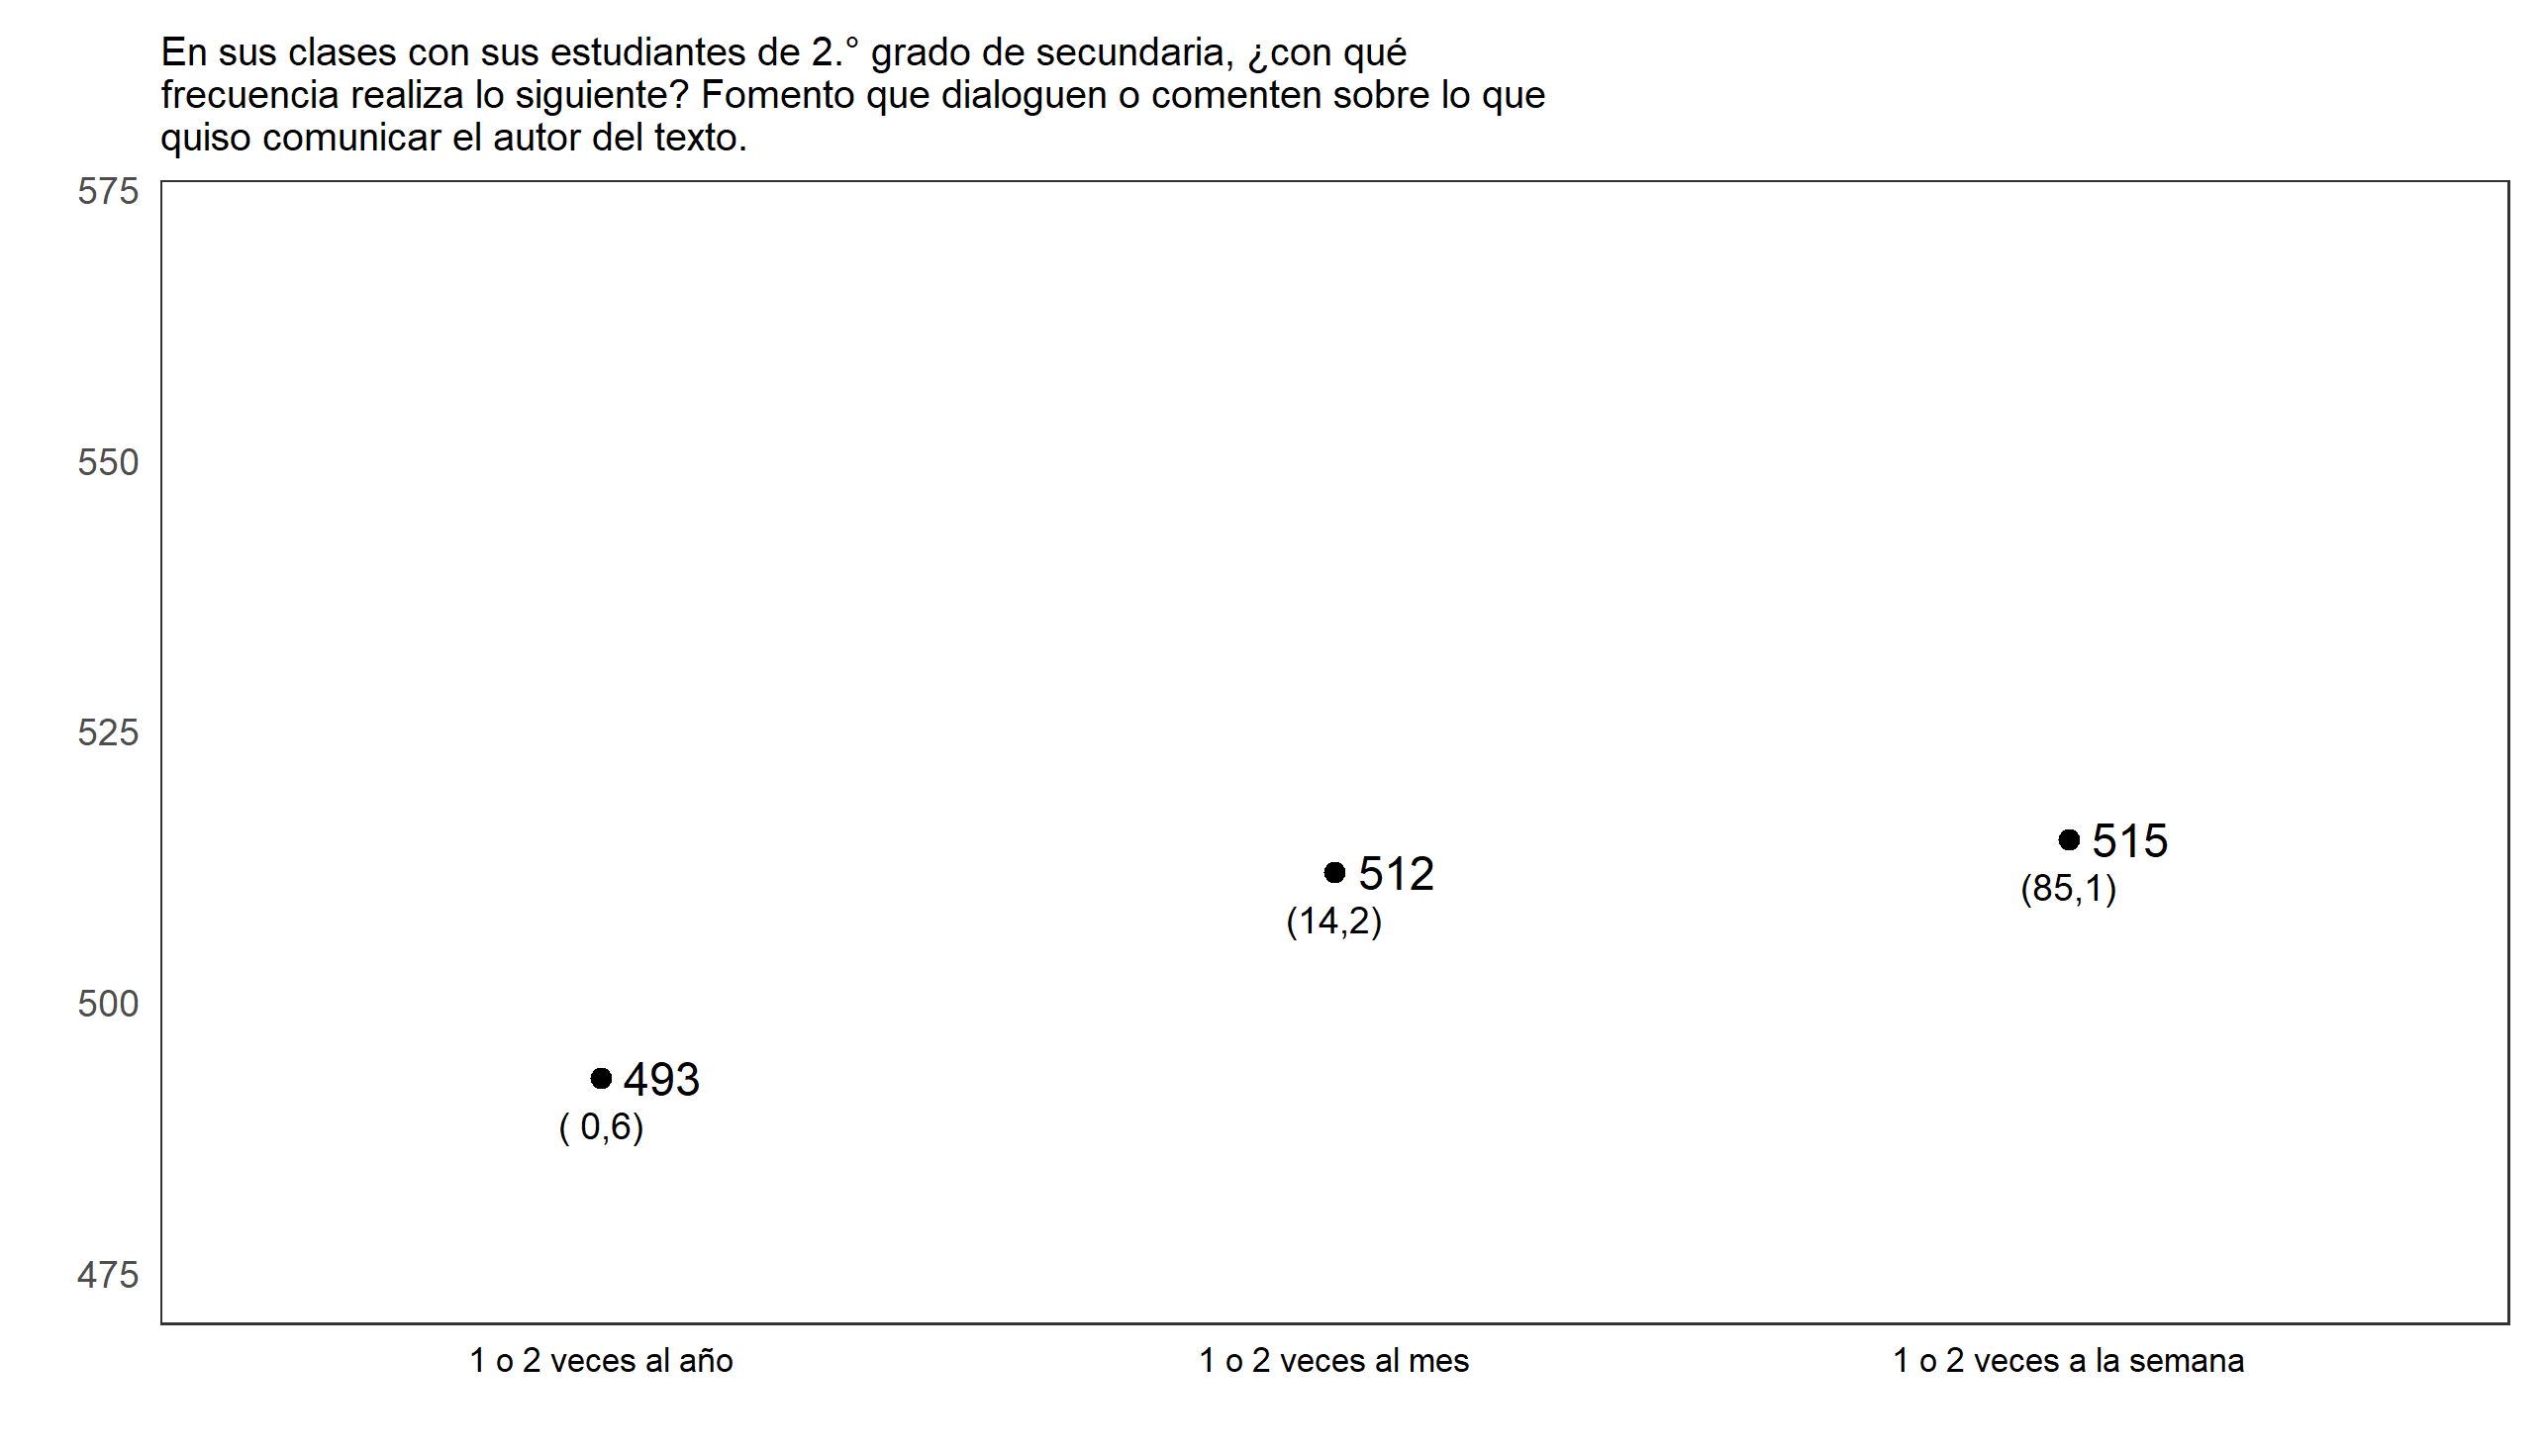 En sus clases con sus estudiantes de 2.° grado de secundaria, ¿con qué
frecuencia realiza lo siguiente? Fomento que dialoguen o comenten sobre lo que
quiso comunicar el autor del texto.
575
550
525
500
475
493
( 0,6)
512
(14,2)
515
(85,1)
1 o 2 veces al año
1 o 2 veces al mes
1 o 2 veces a la semana